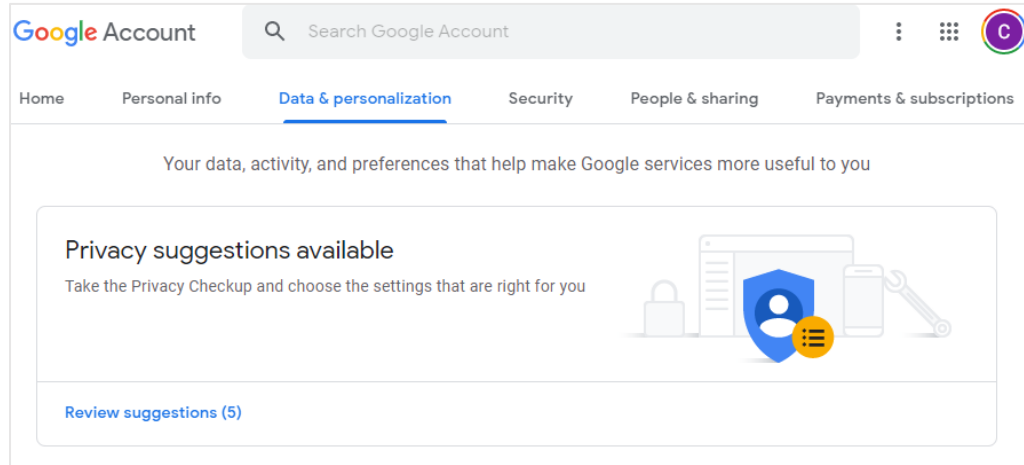 Google Account
Search Google Account
C
Home Personal info Data & personalization Security People & sharing Payments & subscriptions
Your data, activity, and preferences that help make Google services more useful to you
Privacy suggestions available
Take the Privacy Checkup and choose the settings that are right for you
Review suggestions (5)